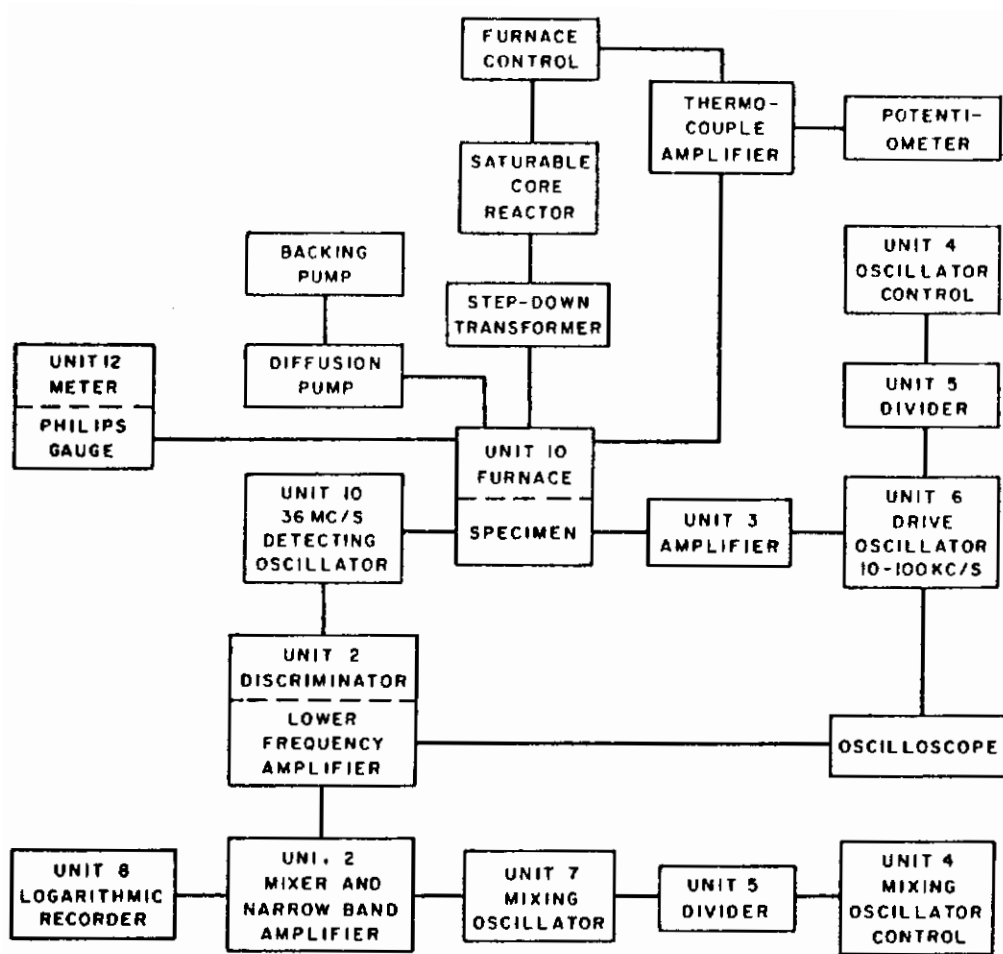 FURNACE
CONTROL
THERMO-
COUPLE
AMPLIFIER
POTENTI-
OMETER
SATURABLE
CORE
REACTOR
BACKING
PUMP
UNIT 4
OSCILLATOR
CONTROL
STEP-DOWN
TRANSFORMER
UNIT 12
METER
PHILIPS
GAUGE
DIFFUSION
PUMP
UNIT 5
DIVIDER
UNIT 10
FURNACE
SPECIMEN
UNIT 10
36 MC/S
DETECTING
OSCILLATOR
UNIT 3
AMPLIFIER
UNIT 6
DRIVE
OSCILLATOR
10-100KC/S
UNIT 2
DISCRIMINATOR
LOWER
FREQUENCY
AMPLIFIER
OSCILLOSCOPE
UNIT 8
LOGARITHMIC
RECORDER
UNI. 2
MIXER AND
NARROW BAND
AMPLIFIER
UNIT 7
MIXING
OSCILLATOR
UNIT 5
DIVIDER
UNIT 4
MIXING
OSCILLATOR
CONTROL